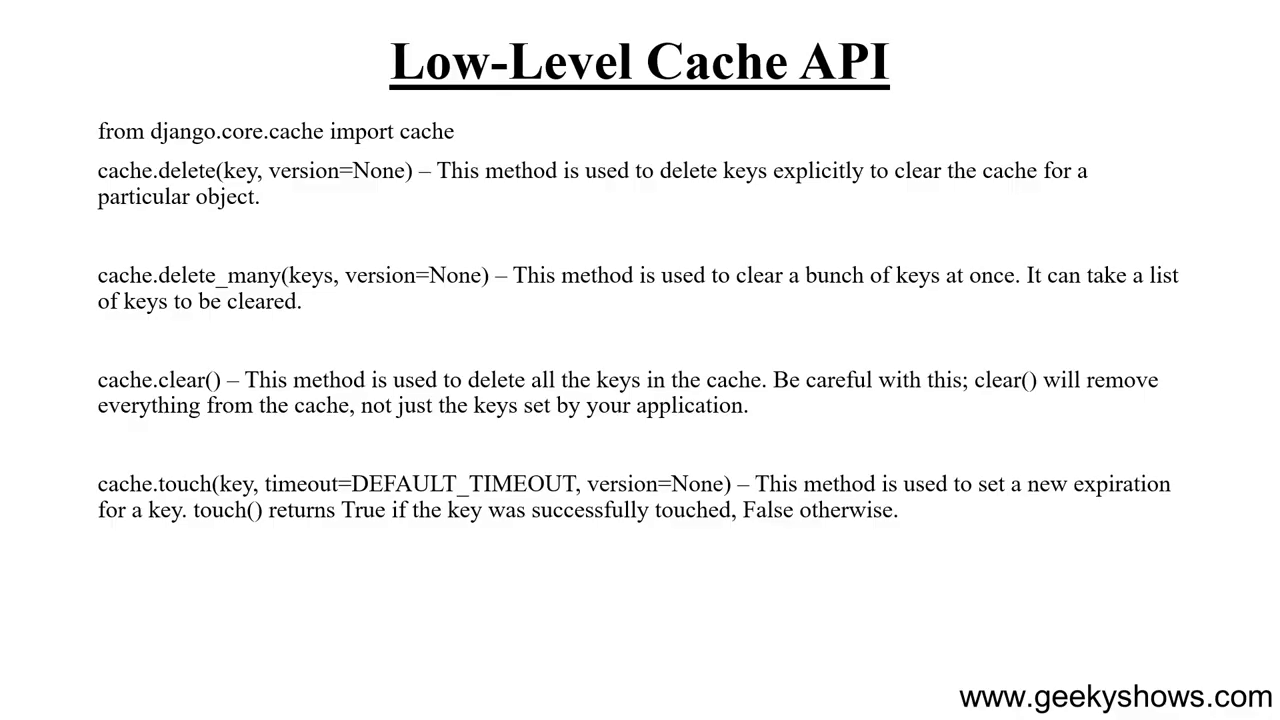 Low-Level Cache API
from django.core.cache import cache
cache.delete(key, version=None) – This method is used to delete keys explicitly to clear the cache for a
particular object.
cache.delete_many(keys, version=None) – This method is used to clear a bunch of keys at once. It can take a list
of keys to be cleared.
cache.clear() – This method is used to delete all the keys in the cache. Be careful with this; clear() will remove
everything from the cache, not just the keys set by your application.
cache.touch(key, timeout=DEFAULT_TIMEOUT, version=None) – This method is used to set a new expiration
for a key. touch() returns True if the key was successfully touched, False otherwise.
www.geekyshows.com